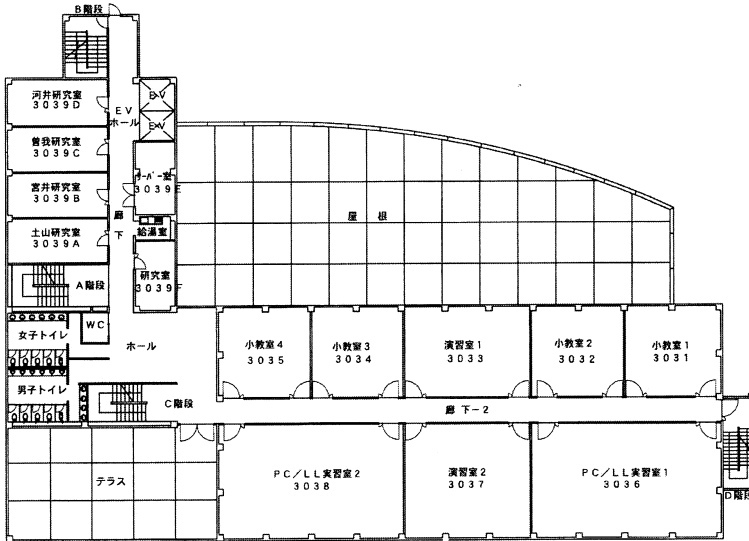 B階段
河井研究室
3039D
EV
ホール
EV
EV
曽我研究室
3039C
サーバー室
3039E
宮井研究室
3039B
廊
下
屋 根
土山研究室
3039A
給湯室
研究室
3039F
A階段
WC
女子トイレ
ホール
小教室4
3035
小教室3
3034
演習室1
3033
小教室2
3032
小教室1
3031
男子トイレ
C階段
廊 下-2
テラス
PC/LL実習室2
3038
演習室2
3037
PC/LL実習室1
3036
D階段